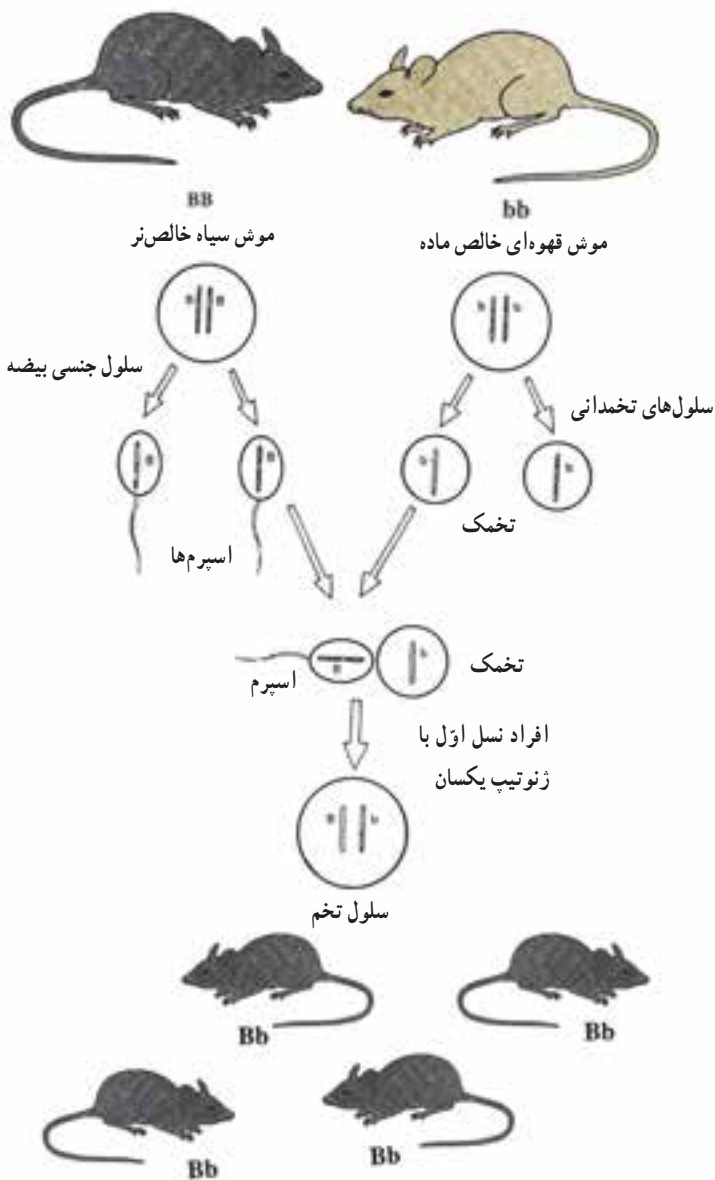 BB
bb
موش سیاه خالص‌نر
موش قهوه‌ای خالص ماده
B B
b b
سلول جنسی بیضه
سلول‌های تخمدانی
B
B
b
b
تخمک
اسپرم‌ها
B
b
تخمک
اسپرم
افراد نسل اوّل با
ژنوتیپ یکسان
B b
سلول تخم
Bb
Bb
Bb
Bb